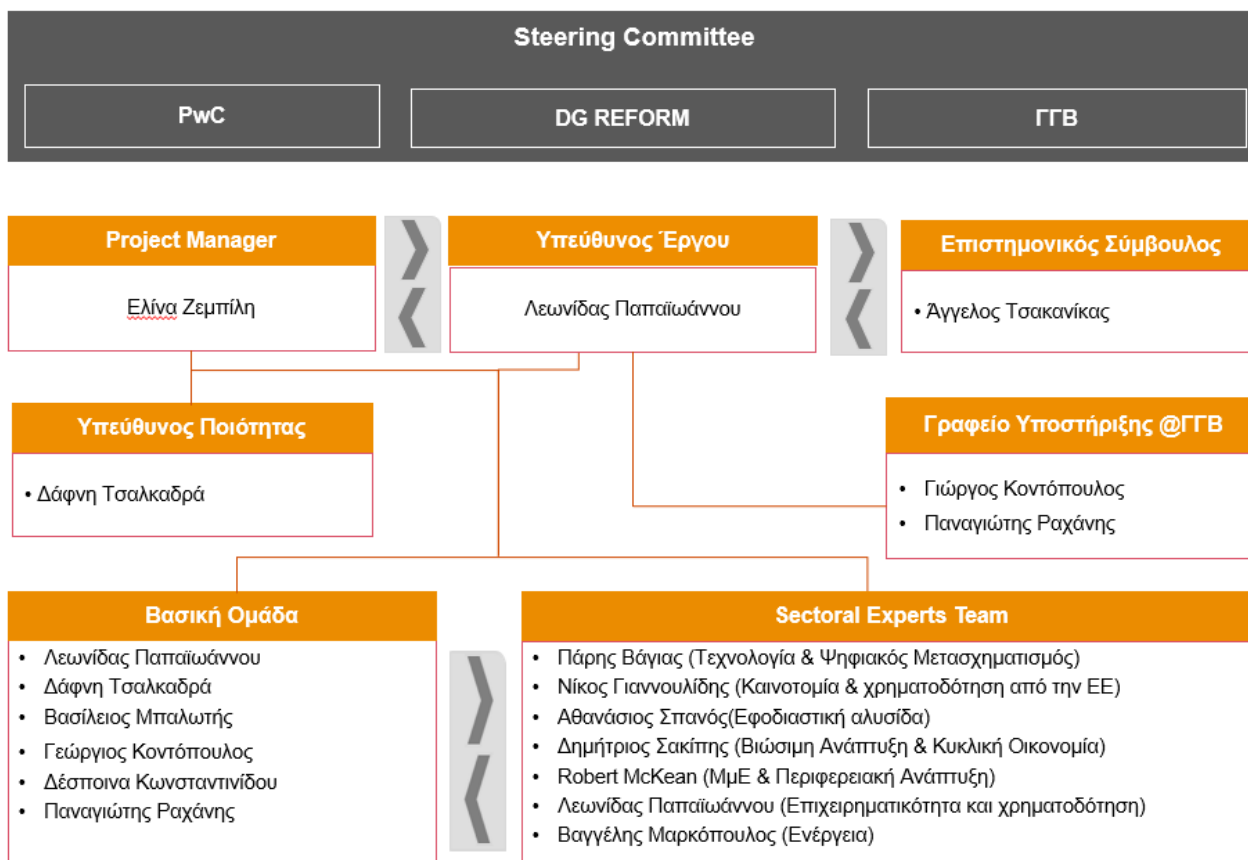 Steering Committee
PwC
DG REFORM
ΓΓΒ
Project Manager
Ελίνα Ζεμπίλη
Υπεύθυνος Έργου
Λεωνίδας Παπαϊωάννου
Επιστημονικός Σύμβουλος
• Άγγελος Τσακανίκας
Υπεύθυνος Ποιότητας
• Δάφνη Τσαλκαδρά
Γραφείο Υποστήριξης @ΓΓΒ
• Γιώργος Κοντόπουλος
• Παναγιώτης Ραχάνης
Βασική Ομάδα
• Λεωνίδας Παπαϊωάννου
• Δάφνη Τσαλκαδρά
• Βασίλειος Μπαλωτής
• Γεώργιος Κοντόπουλος
• Δέσποινα Κωνσταντινίδου
• Παναγιώτης Ραχάνης
Sectoral Experts Team
• Πάρης Βάγιας (Τεχνολογία & Ψηφιακός Μετασχηματισμός)
• Νίκος Γιαννουλίδης (Καινοτομία & χρηματοδότηση από την ΕΕ)
• Αθανάσιος Σπανός(Εφοδιαστική αλυσίδα)
• Δημήτριος Σακίπης (Βιώσιμη Ανάπτυξη & Κυκλική Οικονομία)
• Robert McKean (ΜμΕ & Περιφερειακή Ανάπτυξη)
• Λεωνίδας Παπαϊωάννου (Επιχειρηματικότητα και χρηματοδότηση)
• Βαγγέλης Μαρκόπουλος (Ενέργεια)